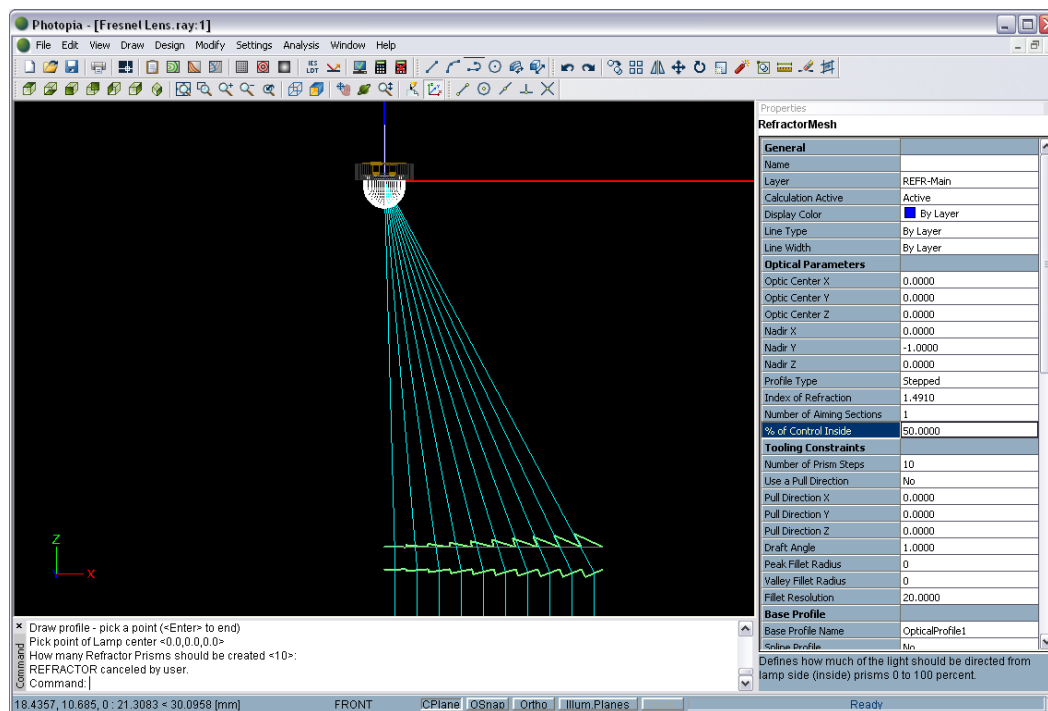 Photopia - [Fresnel Lens.ray:1]
File Edit View Draw Design Modify Settings Analysis Window Help
IES
LDT
Properties
RefractorMesh
General
Name
Layer REFR-Main
Calculation Active Active
Display Color By Layer
Line Type By Layer
Line Width By Layer
Optical Parameters
Optic Center X 0.0000
Optic Center Y 0.0000
Optic Center Z 0.0000
Nadir X 0.0000
Nadir Y -1.0000
Nadir Z 0.0000
Profile Type Stepped
Index of Refraction 1.4910
Number of Aiming Sections 1
% of Control Inside 50.0000
Tooling Constraints
Number of Prism Steps 10
Use a Pull Direction No
Pull Direction X 0.0000
Pull Direction Y 0.0000
Pull Direction Z 0.0000
Draft Angle 1.0000
Peak Fillet Radius 0
Valley Fillet Radius 0
Fillet Resolution 20.0000
Base Profile
Base Profile Name OpticalProfile1
Spline Profile No
Defines how much of the light should be directed from
lamp side (inside) prisms 0 to 100 percent.
Z
X
Command
Draw profile - pick a point (<Enter> to end)
Pick point of Lamp center <0.0,0.0,0.0>
How many Refractor Prisms should be created <10>:
REFRACTOR canceled by user.
Command:
18.4357, 10.685, 0 : 21.3083 < 30.0958 [mm] FRONT CPlane OSnap Ortho Illum.Planes Ready